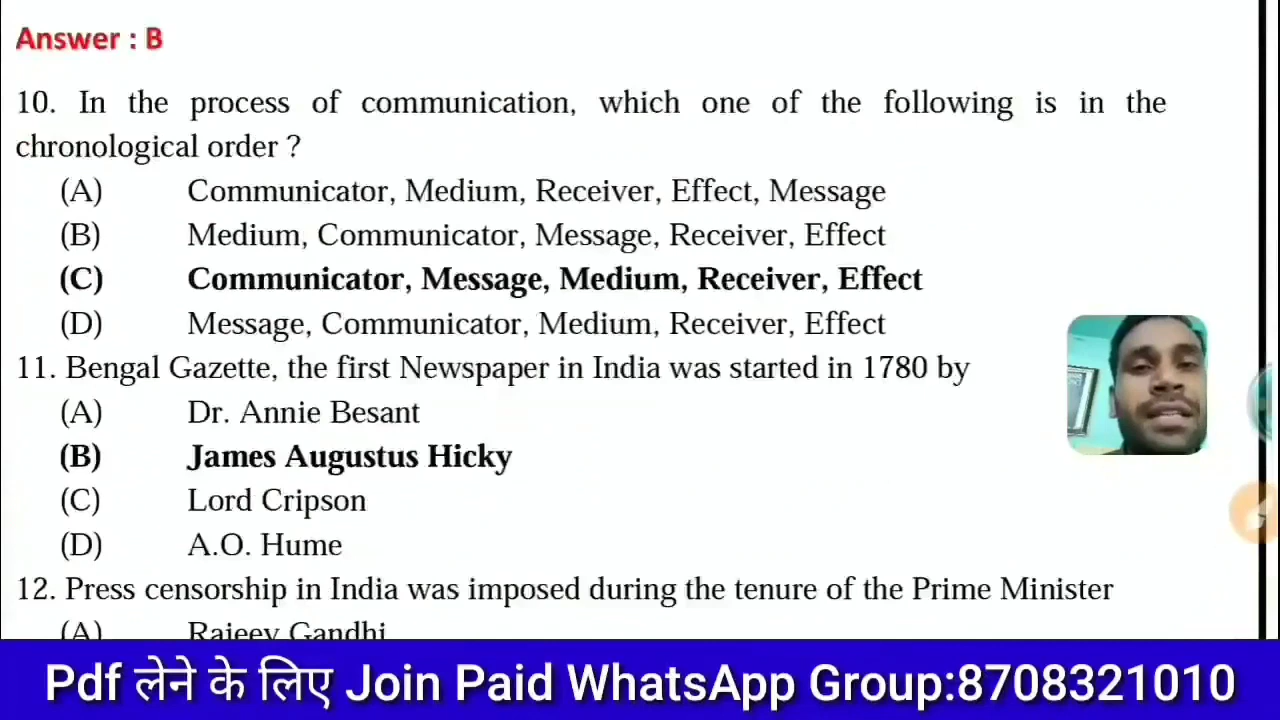 Answer : B
10. In the process of communication, which one of the following is in the
chronological order ?
(A) Communicator, Medium, Receiver, Effect, Message
(B) Medium, Communicator, Message, Receiver, Effect
(C) Communicator, Message, Medium, Receiver, Effect
(D) Message, Communicator, Medium, Receiver, Effect
11. Bengal Gazette, the first Newspaper in India was started in 1780 by
(A) Dr. Annie Besant
(B) James Augustus Hicky
(C) Lord Cripson
(D) A.O. Hume
12. Press censorship in India was imposed during the tenure of the Prime Minister
(A) Rajeev Gandhi
Pdf लेने के लिए Join Paid WhatsApp Group:8708321010